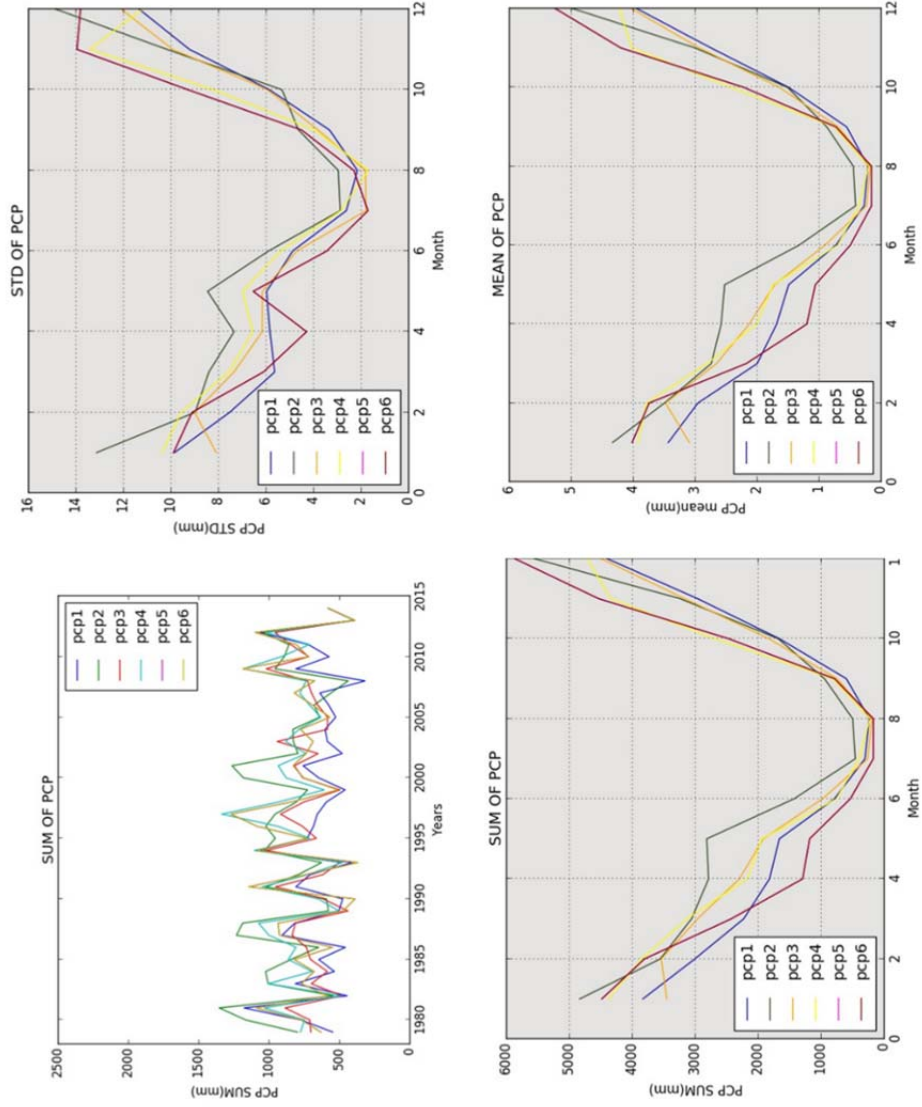 SUM OF PCP
PCP SUM(mm)
2500
2000
1500
1000
500
0
1980
1985
1990
1995
2000
2005
2010
2015
Years
pcp1
pcp2
pcp3
pcp4
pcp5
pcp6
STD OF PCP
PCP STD(mm)
16
14
12
10
8
6
4
2
0
0
2
4
6
8
10
12
Month
pcp1
pcp2
pcp3
pcp4
pcp5
pcp6
SUM OF PCP
PCP SUM(mm)
6000
5000
4000
3000
2000
1000
0
0
2
4
6
8
10
1
Month
pcp1
pcp2
pcp3
pcp4
pcp5
pcp6
MEAN OF PCP
PCP mean(mm)
6
5
4
3
2
1
0
0
2
4
6
8
10
12
Month
pcp1
pcp2
pcp3
pcp4
pcp5
pcp6